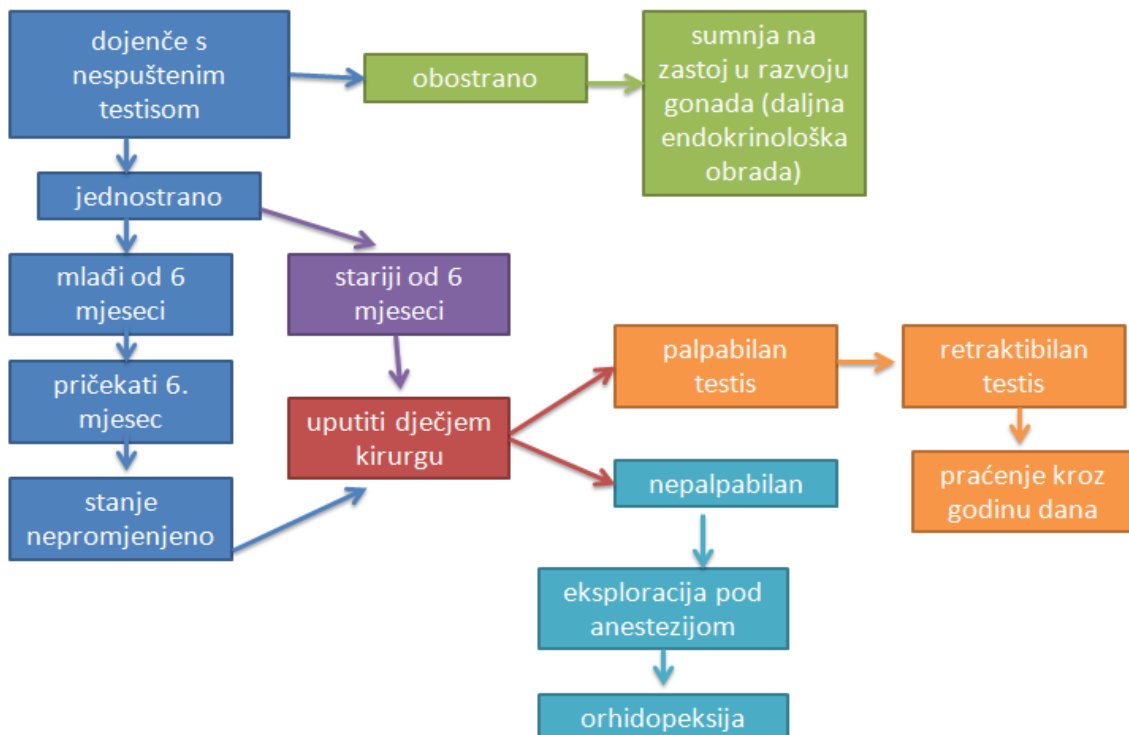 dojenče s
nespuštenim
testisom
obostrano
sumnja na
zastoj u razvoju
gonada (daljna
endokrinološka
obrada)
jednostrano
mlađi od 6
mjeseci
stariji od 6
mjeseci
pričekati 6.
mjesec
uputiti dječjem
kirurgu
palpabilan
testis
retraktibilan
testis
stanje
nepromjenjeno
nepalpabilan
praćenje kroz
godinu dana
eksploracija pod
anestezijom
orhidopeksija